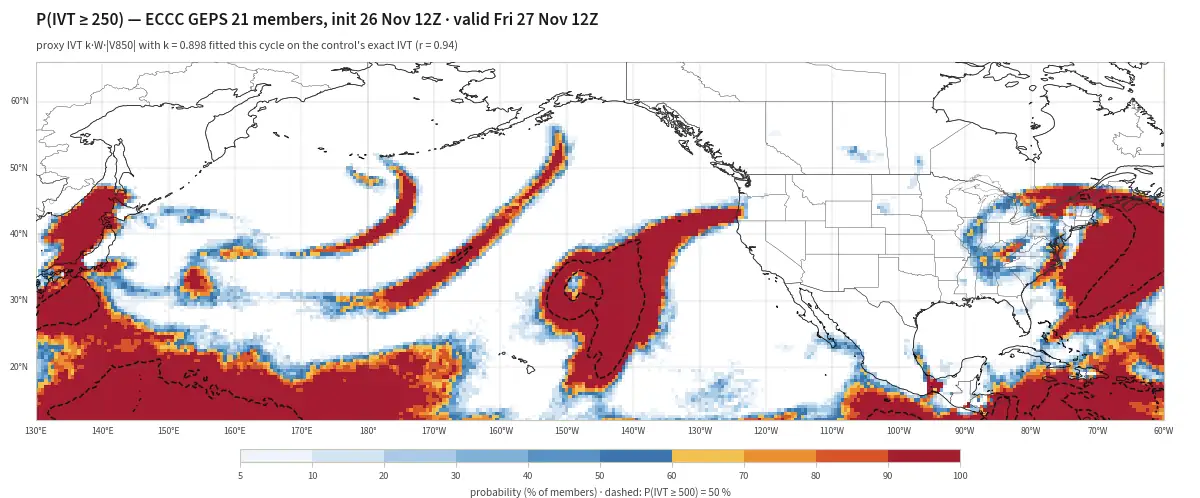 P(IVT ≥ 250) — ECCC GEPS 21 members, init 26 Nov 12Z · valid Fri 27 Nov 12Z
proxy IVT k·W·|V850| with k = 0.898 fitted this cycle on the control's exact IVT (r = 0.94)
60°N
50°N
40°N
30°N
20°N
130°E 140°E 150°E 160°E 170°E 180° 170°W 160°W 150°W 140°W 130°W 120°W 110°W 100°W 90°W 80°W 70°W 60°W
5 10 20 30 40 50 60 70 80 90 100
probability (% of members) · dashed: P(IVT ≥ 500) = 50 %